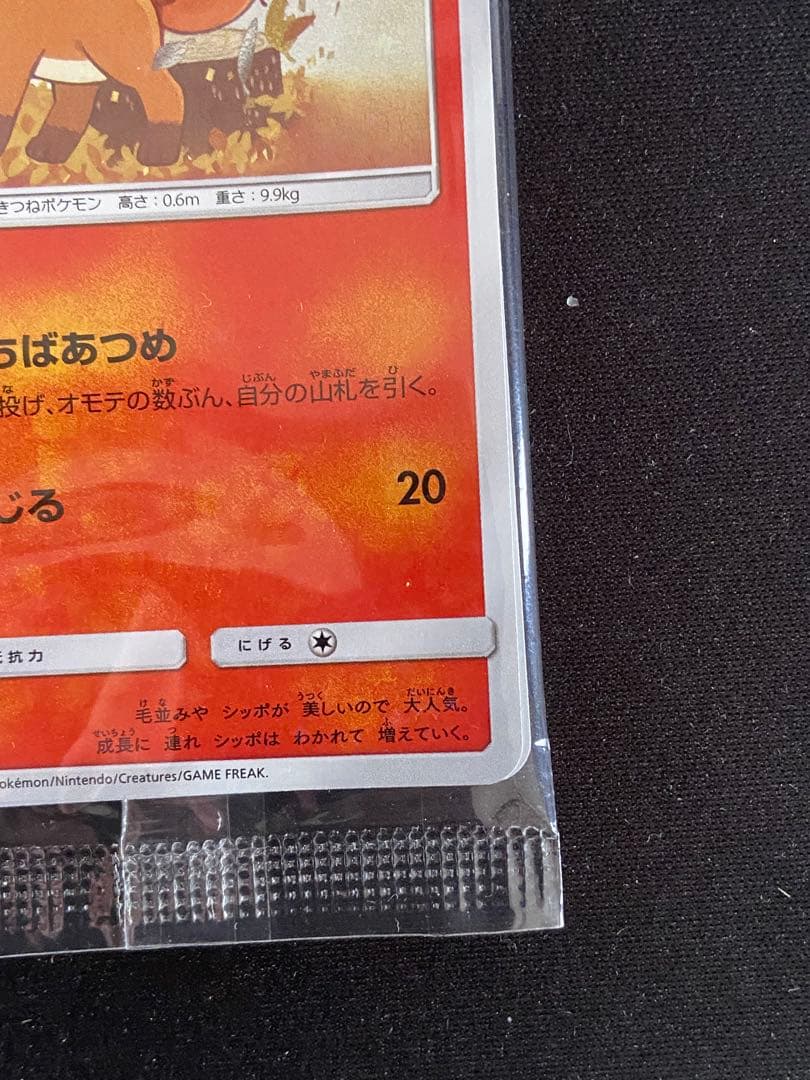 きつねポケモン 高さ:0.6m 重さ:9.9kg
ちばあつめ
投げ、オモテの数ぶん、自分の山札を引く。
じる 20
抗力
にげる
毛並みや シッポが 美しいので 大人気。
成長に 連れ シッポは わかれて 増えていく。
Pokémon/Nintendo/Creatures/GAME FREAK.